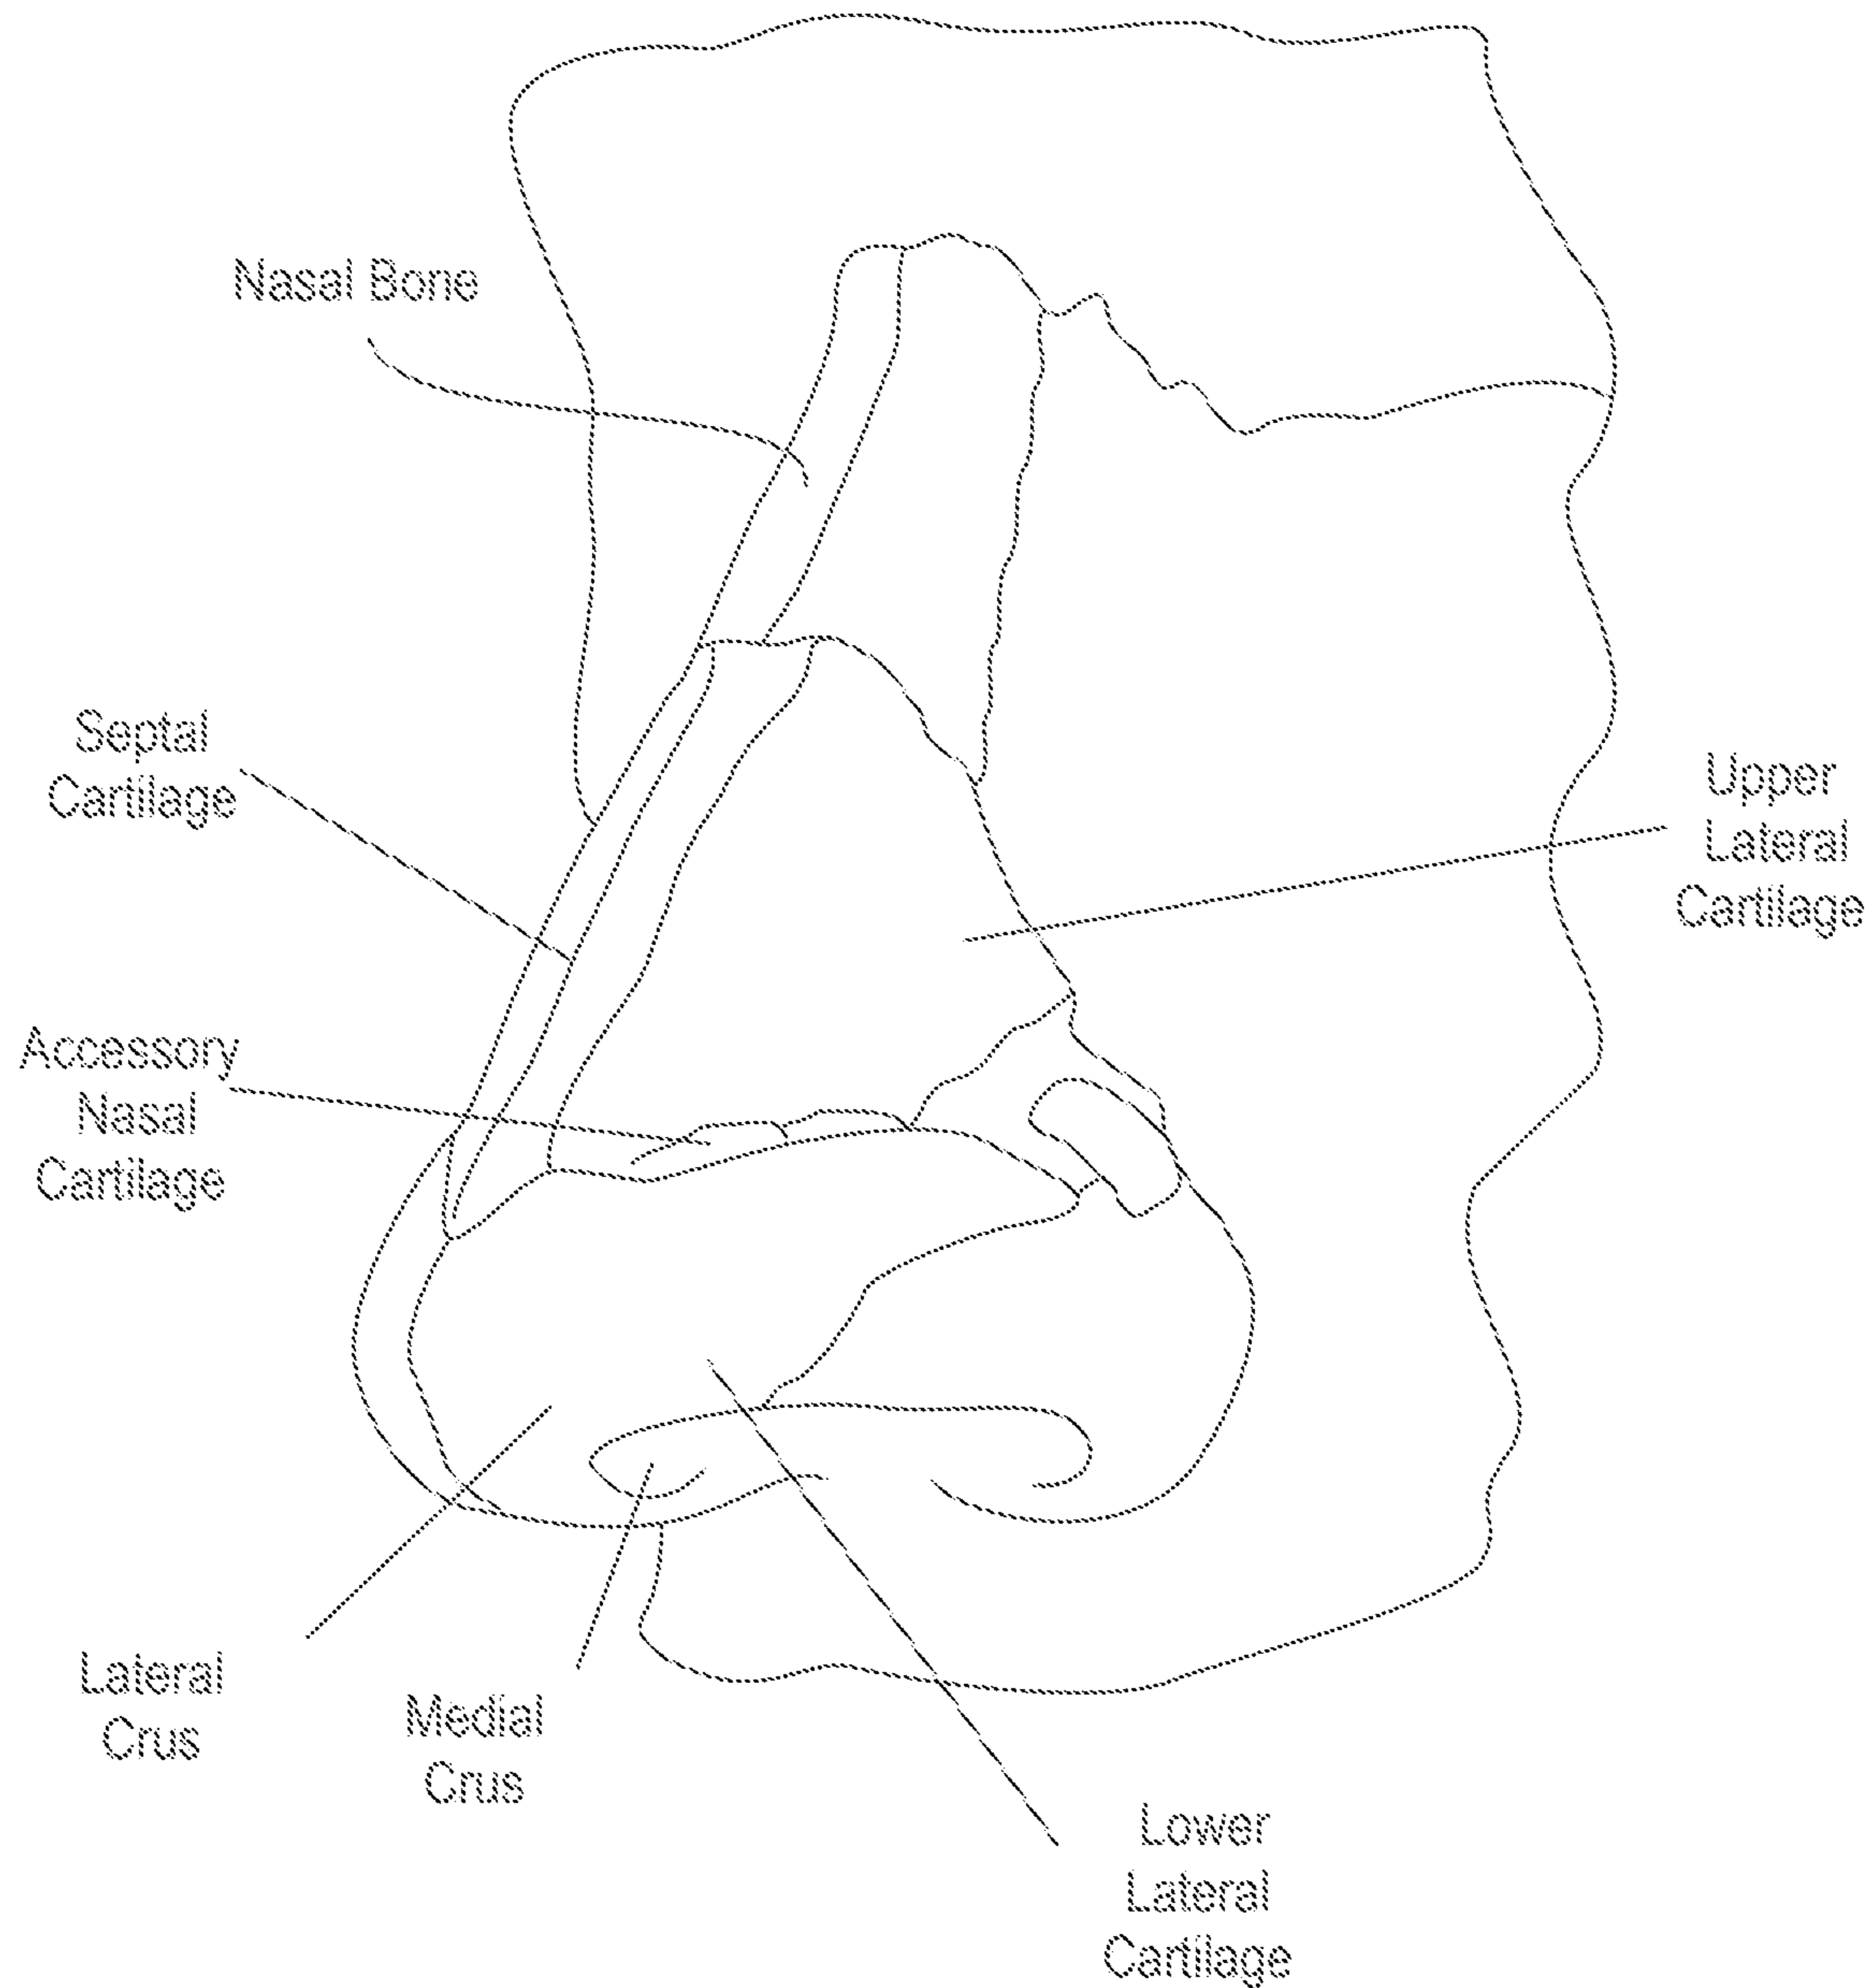 Nasal Bone
Septal
Cartilage
Upper
Lateral
Cartilage
Accessory
Nasal
Cartilage
Lateral
Crus
Medial
Crus
Lower
Lateral
Cartilage